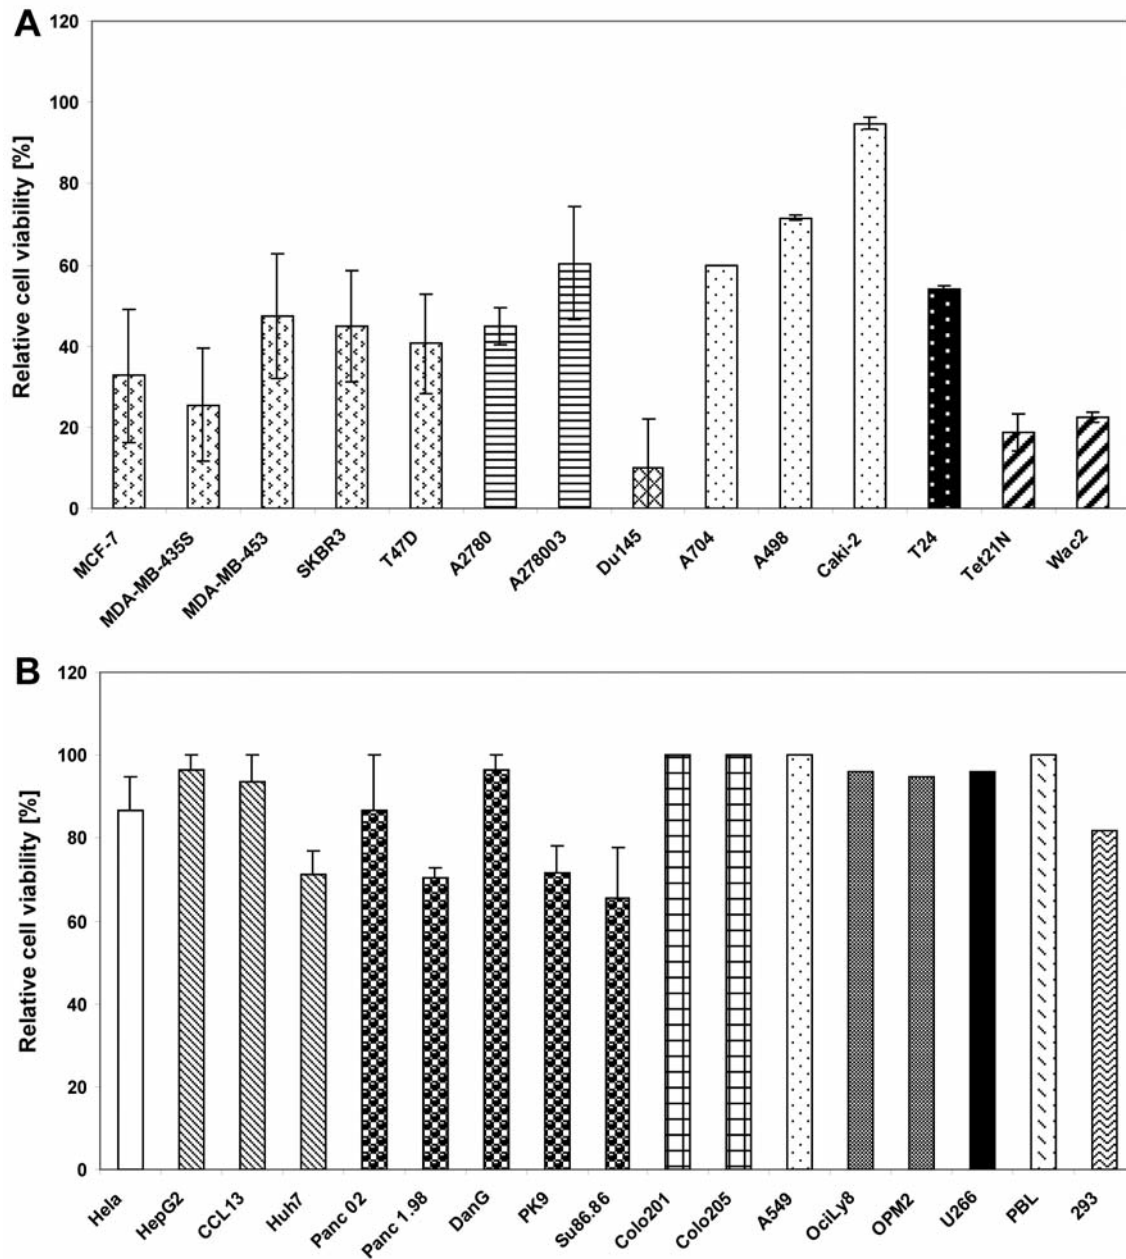 A
120
100
80
60
40
20
0
Relative cell viability [%]
MCF-7
MDA-MB-435S
MDA-MB-453
SKBR3
T47D
A2780
A278003
Du145
A704
A498
Caki-2
T24
Tet21N
Wac2
B
120
100
80
60
40
20
0
Relative cell viability [%]
Hela
HepG2
CCL13
Huh7
Panc 02
Panc 1.98
DanG
PK9
Su86.86
Colo201
Colo205
A549
OciLy8
OPM2
U266
PBL
293